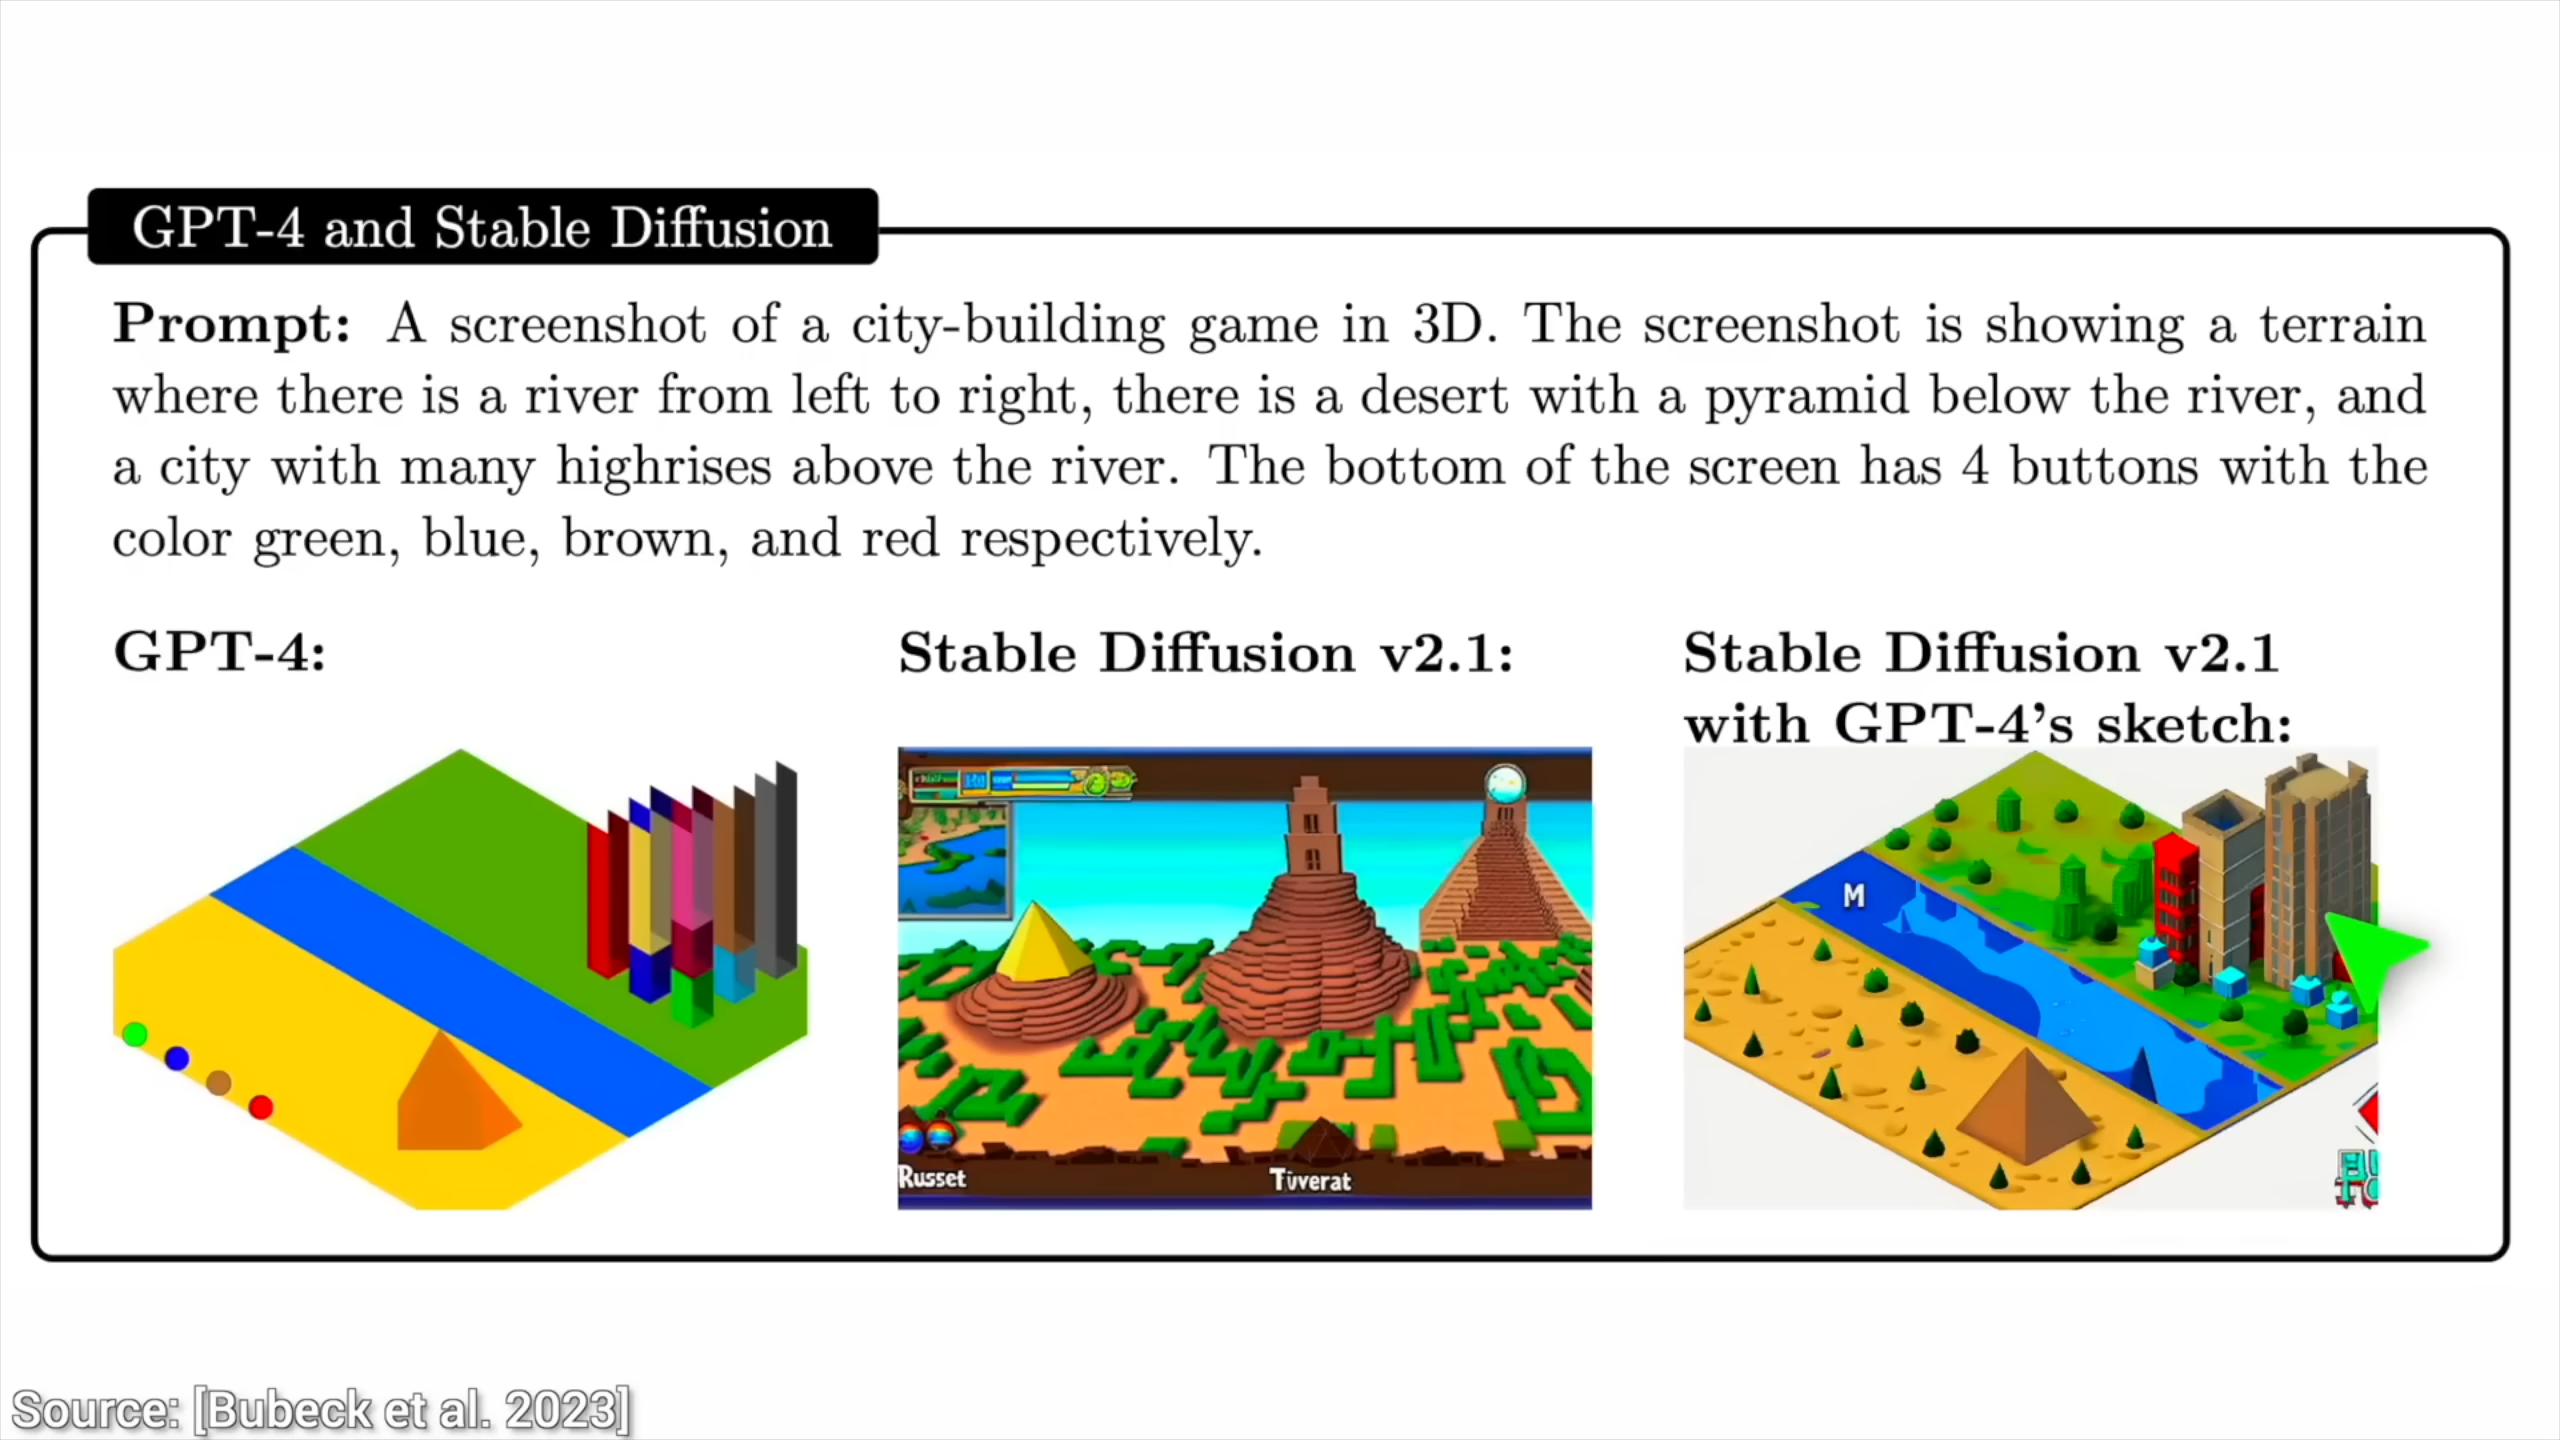 GPT-4 and Stable Diffusion
Prompt: A screenshot of a city-building game in 3D. The screenshot is showing a terrain
where there is a river from left to right, there is a desert with a pyramid below the river, and
a city with many highrises above the river. The bottom of the screen has 4 buttons with the
color green, blue, brown, and red respectively.
GPT-4:
Stable Diffusion v2.1:
Stable Diffusion v2.1
with GPT-4's sketch:
M
Russet
Tuverat
Source: [Bubeck et al. 2023]